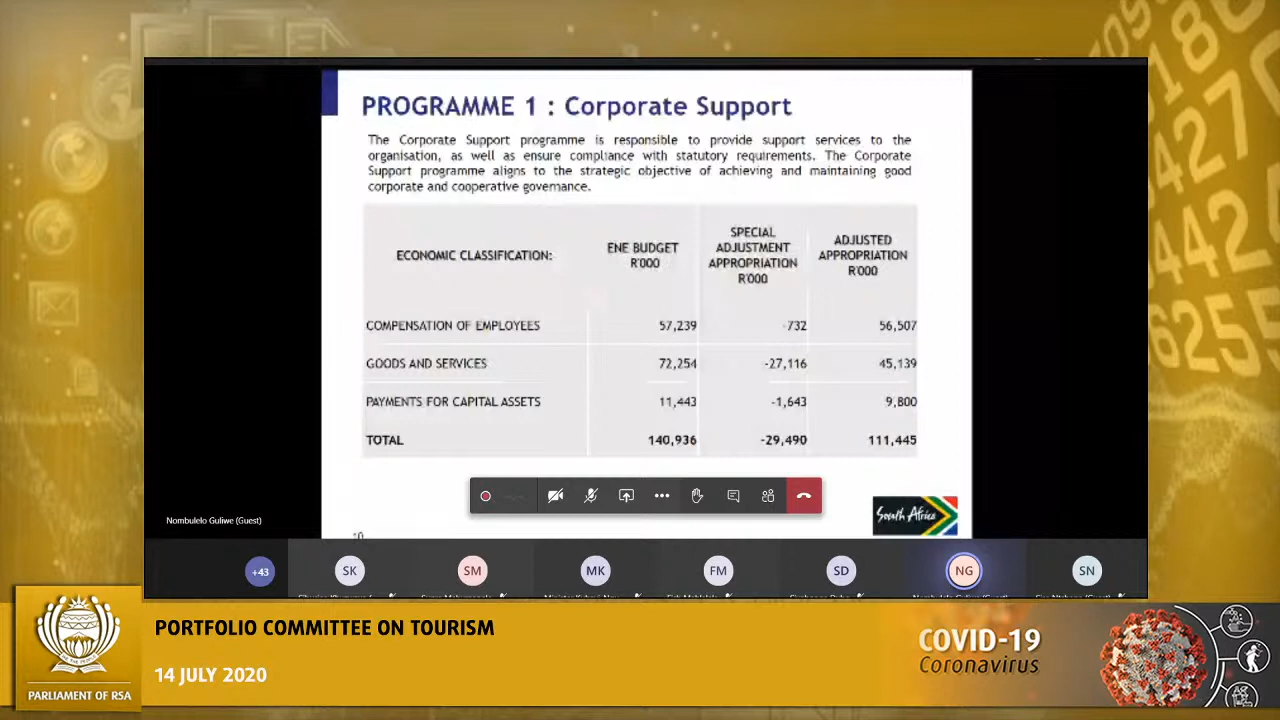 PROGRAMME 1 : Corporate Support
The Corporate Support programme is responsible to provide support services to the
organisation, as well as ensure compliance with statutory requirements. The Corporate
Support programme aligns to the strategic objective of achieving and maintaining good
corporate and cooperative governance.
ECONOMIC CLASSIFICATION:
ENE BUDGET
R'000
SPECIAL
ADJUSTMENT
APPROPRIATION
R'000
ADJUSTED
APPROPRIATION
R'000
COMPENSATION OF EMPLOYEES 57,239 -732 56,507
GOODS AND SERVICES 72,254 -27,116 45,139
PAYMENTS FOR CAPITAL ASSETS 11,443 -1,643 9,800
TOTAL 140,936 -29,490 111,445
South Africa
Nombulelo Guliwe (Guest)
+43 SK SM MK FM SD NG SN
PORTFOLIO COMMITTEE ON TOURISM
14 JULY 2020
PARLIAMENT OF RSA
COVID-19
Coronavirus